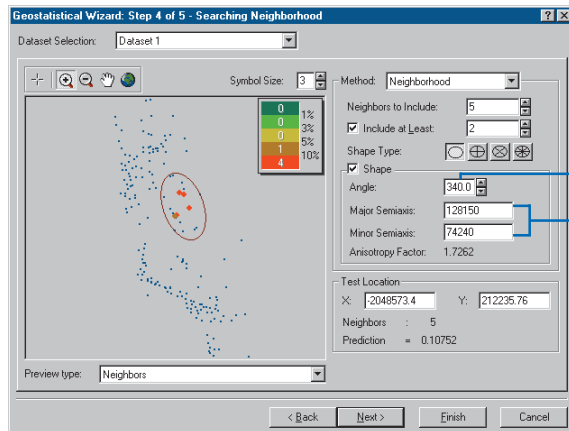 Geostatistical Wizard: Step 4 of 5 - Searching Neighborhood
Dataset Selection: Dataset 1
Symbol Size: 3
0
0
0
1
4
1%
3%
5%
10%
Preview type: Neighbors
Method: Neighborhood
Neighbors to Include: 5
Include at Least: 2
Shape Type:
Shape
Angle: 340.0
Major Semiaxis: 128150
Minor Semiaxis: 74240
Anisotropy Factor: 1.7262
Test Location
X: -2048573.4 Y: 212235.76
Neighbors : 5
Prediction = 0.10752
< Back Next > Finish Cancel